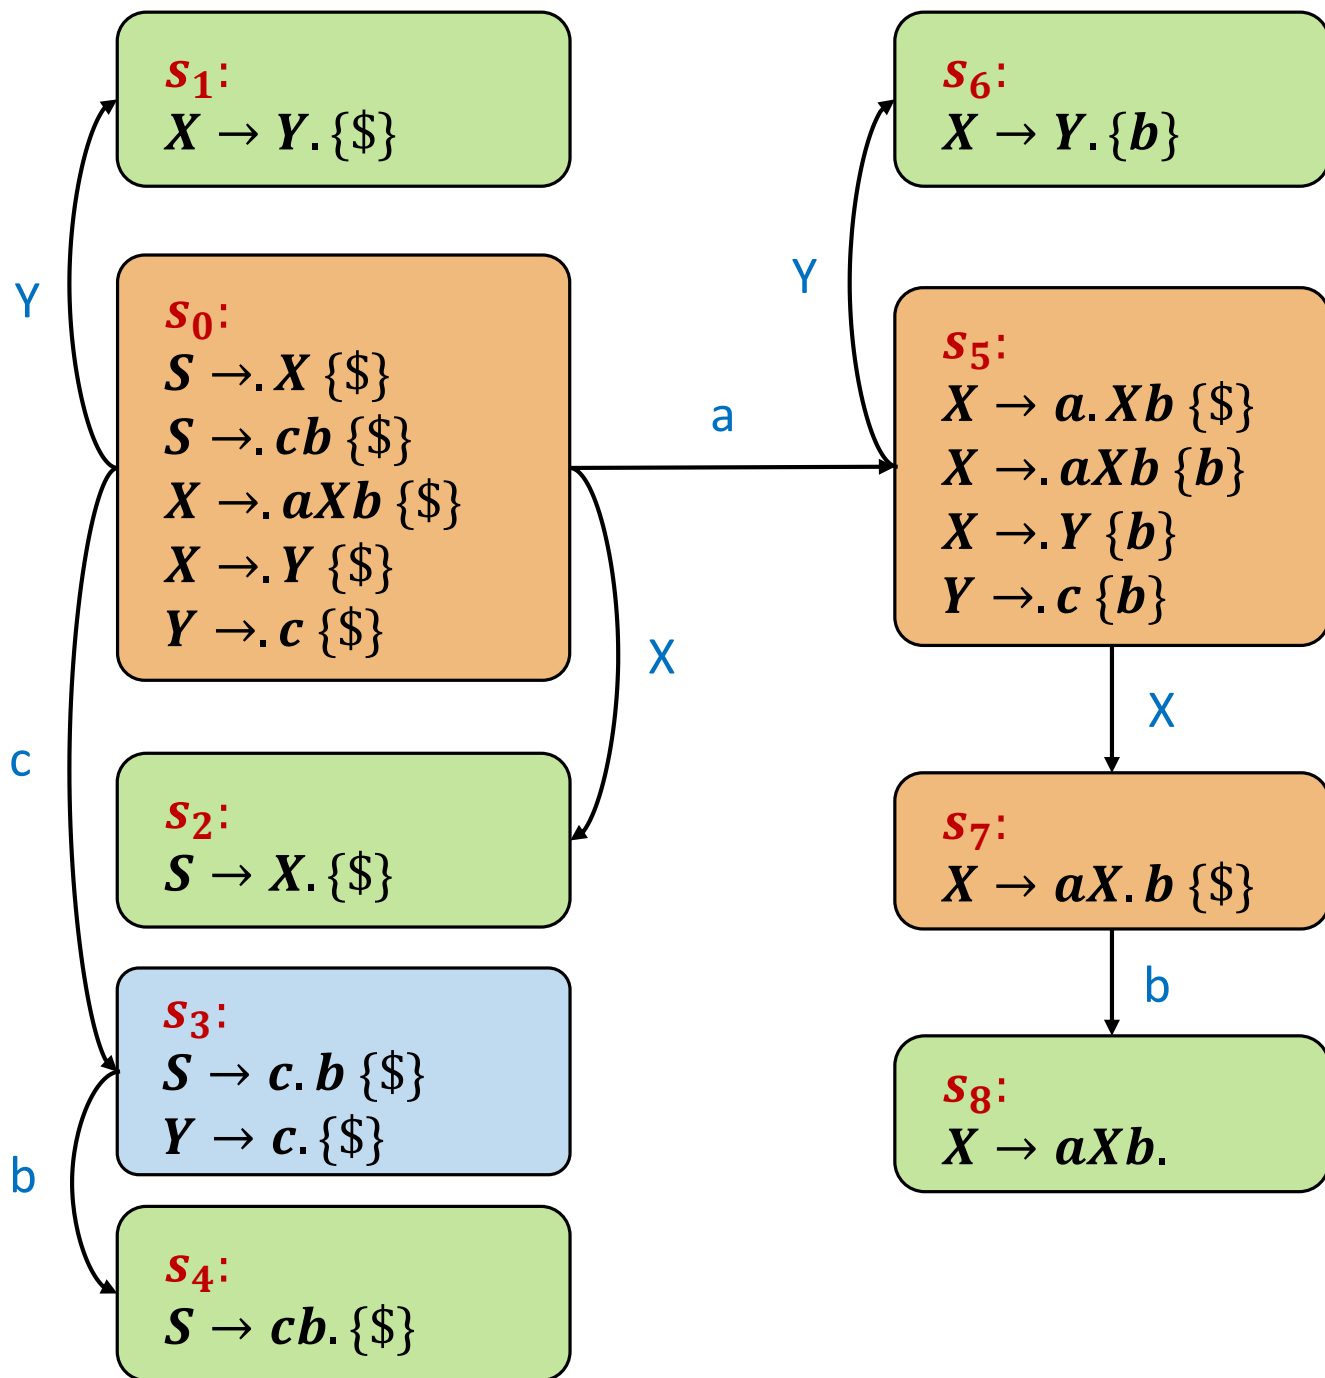 s₁:
X → Y. {$}
Y
s₀:
S →. X {$}
S →. cb {$}
X →. aXb {$}
X →. Y {$}
Y →. c {$}
X
c
s₂:
S → X. {$}
s₃:
S → c. b {$}
Y → c. {$}
b
s₄:
S → cb. {$}
a
s₆:
X → Y. {b}
Y
s₅:
X → a. Xb {$}
X →. aXb {b}
X →. Y {b}
Y →. c {b}
X
s₇:
X → aX. b {$}
b
s₈:
X → aXb.